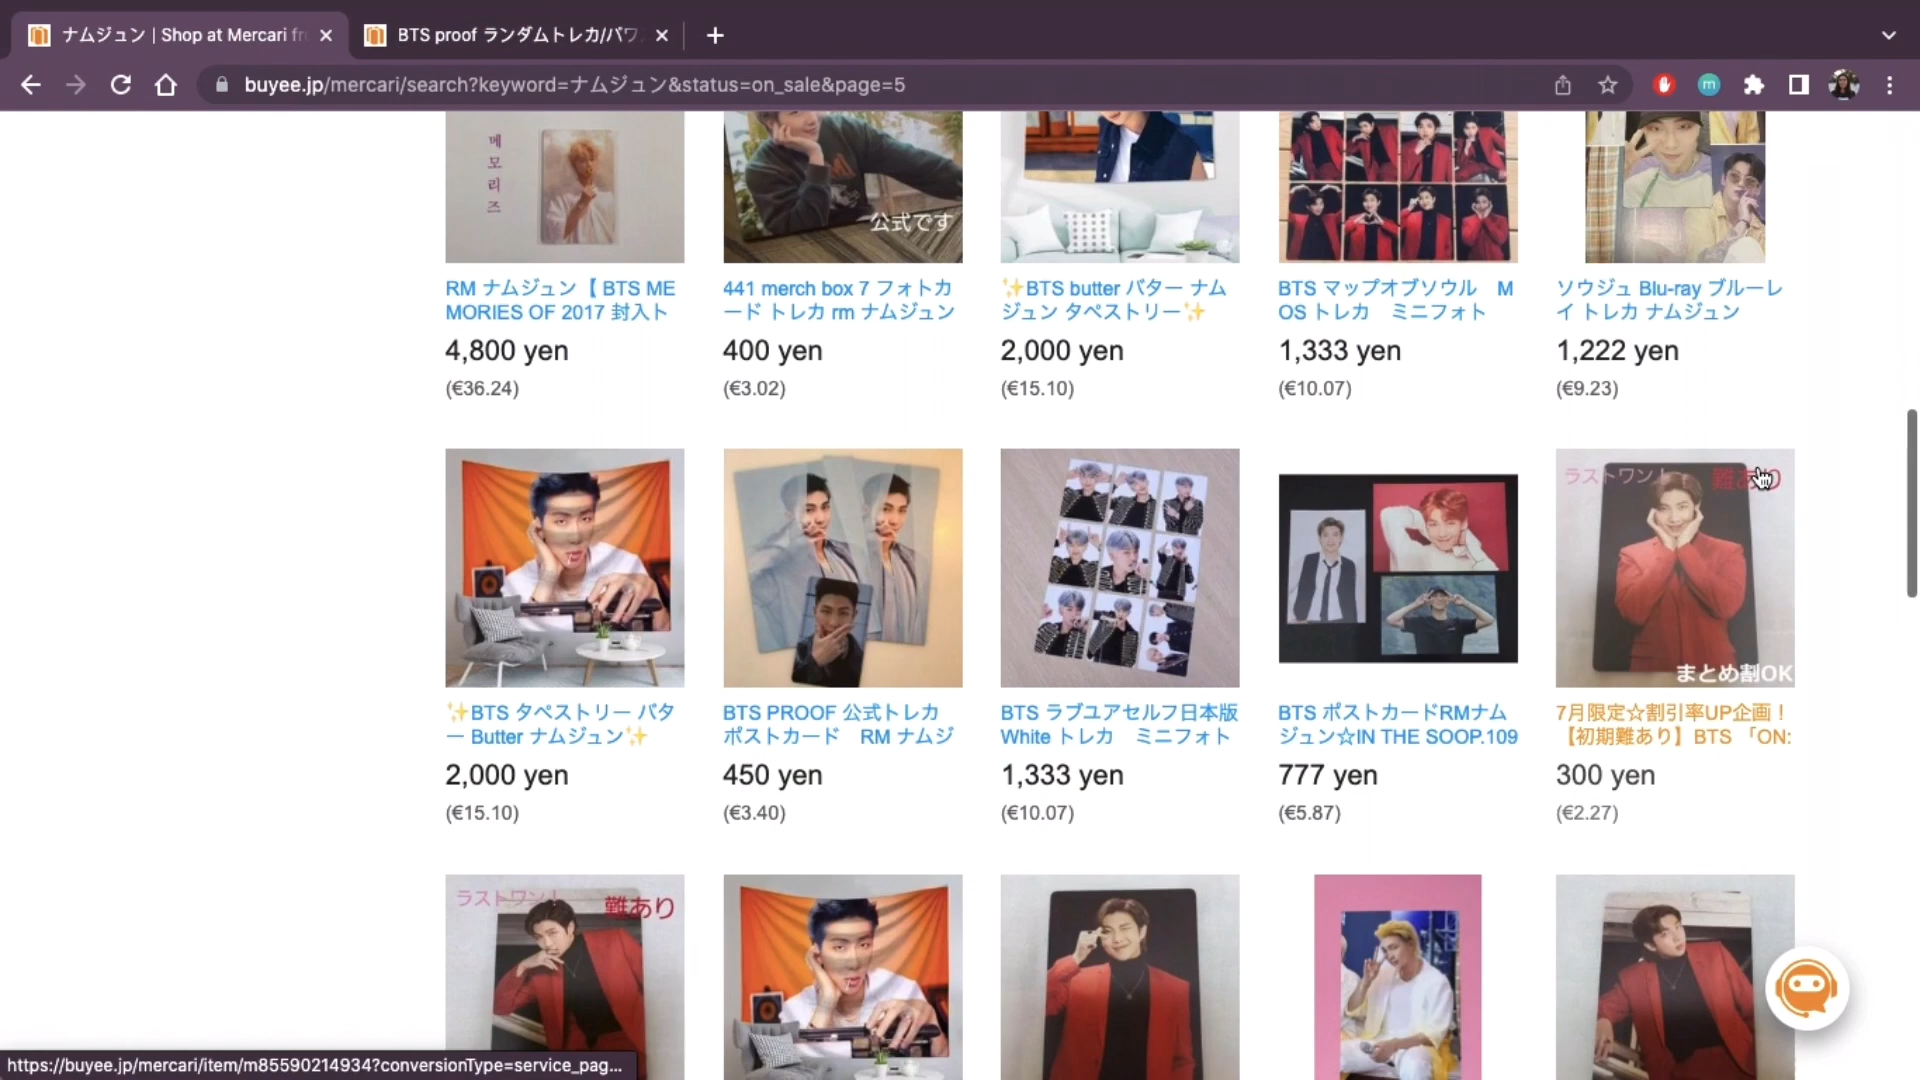 ナムジュン | Shop at Mercari fr
BTS proof ランダムトレカ/パワ
buyee.jp/mercari/search?keyword=ナムジュン&status=on_sale&page=5
m
메모리즈
公式です
RM ナムジュン【 BTS ME
MORIES OF 2017 封入ト
4,800 yen
(€36.24)
441 merch box 7 フォトカ
ード トレカ rm ナムジュン
400 yen
(€3.02)
✨BTS butter バター ナム
ジュン タペストリー✨
2,000 yen
(€15.10)
BTS マップオブソウル　M
OS トレカ　ミニフォト
1,333 yen
(€10.07)
ソウジュ Blu-ray ブルーレ
イ トレカ ナムジュン
1,222 yen
(€9.23)
ラストワン！
難あり
まとめ割OK
✨BTS タペストリー バタ
ー Butter ナムジュン✨
2,000 yen
(€15.10)
BTS PROOF 公式トレカ
ポストカード　RM ナムジ
450 yen
(€3.40)
BTS ラブユアセルフ日本版
White トレカ　ミニフォト
1,333 yen
(€10.07)
BTS ポストカードRMナム
ジュン☆IN THE SOOP.109
777 yen
(€5.87)
7月限定☆割引率UP企画！
【初期難あり】BTS 「ON:
300 yen
(€2.27)
ラストワン！
難あり
https://buyee.jp/mercari/item/m85590214934?conversionType=service_pag...